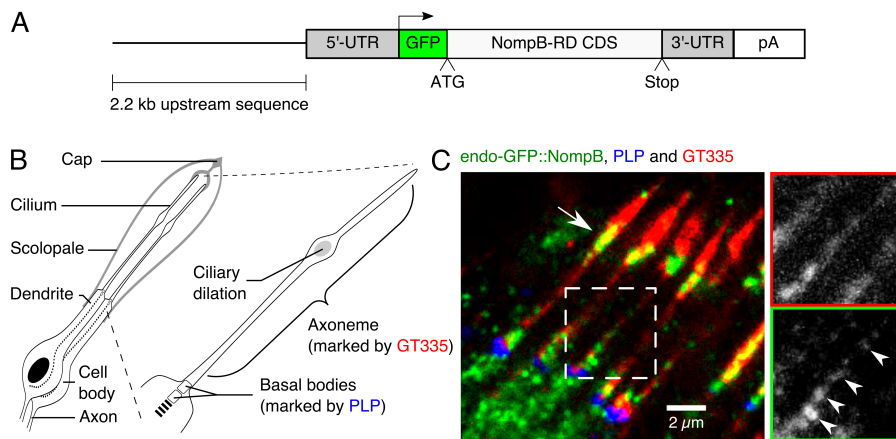 A
5'-UTR
GFP
NompB-RD CDS
3'-UTR
pA
ATG
Stop
2.2 kb upstream sequence
B
Cap
Cilium
Scolopale
Dendrite
Cell
body
Axon
Ciliary
dilation
Axoneme
(marked by GT335)
Basal bodies
(marked by PLP)
C
endo-GFP::NompB, PLP and GT335
2 µm